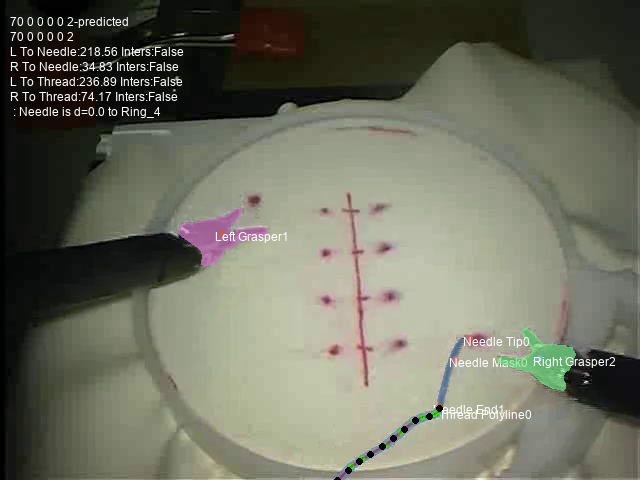 70 0 0 0 0 2-predicted
70 0 0 0 0 2
L To Needle:218.56 Inters:False
R To Needle:34.83 Inters:False
L To Thread:236.89 Inters:False
R To Thread:74.17 Inters:False
: Needle is d=0.0 to Ring_4
Left Grasper1
Needle Tip0
Needle Mask0
Right Grasper2
Needle End1
Thread Polyline0